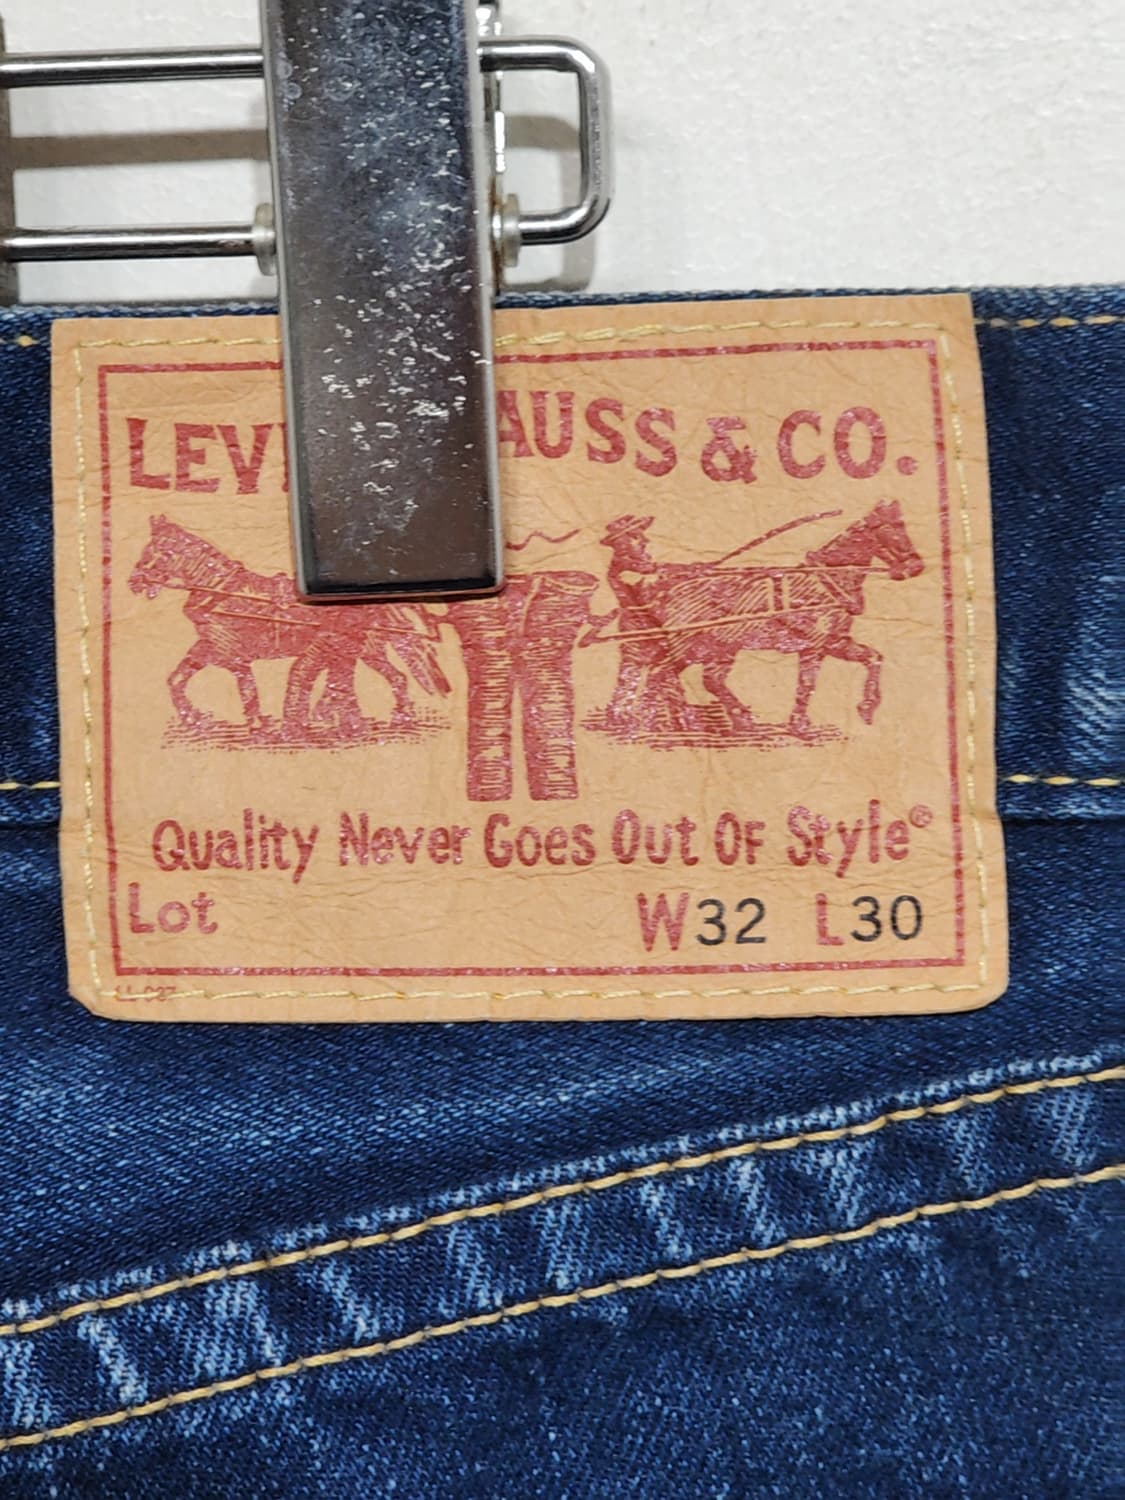 LEV AUSS & CO.
Quality Never Goes Out Of Style®
Lot W32 L30